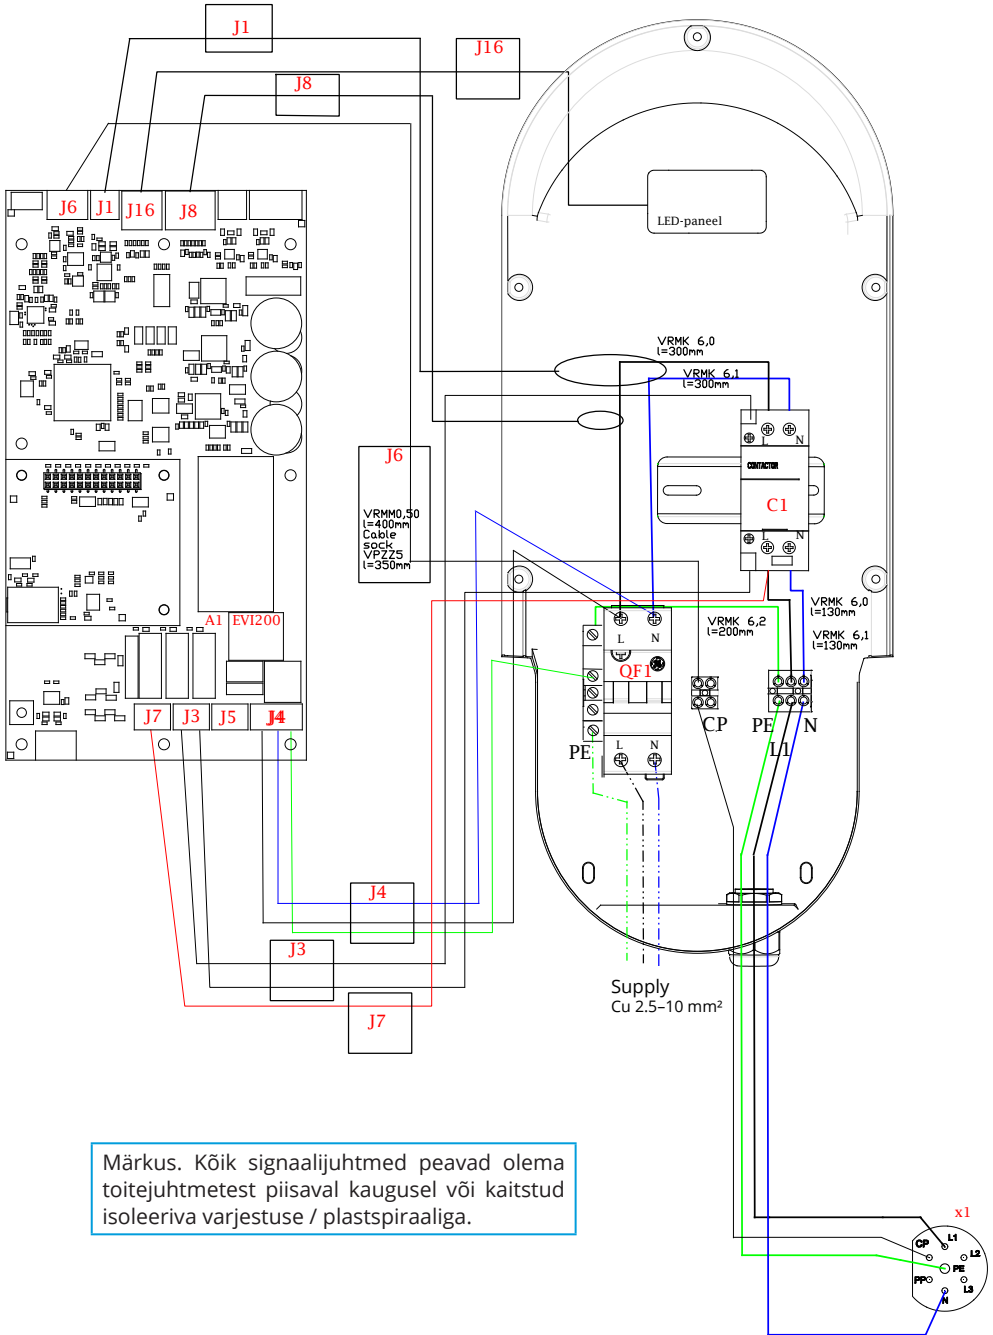 J1
J16
J8
J6
J1
J16
J8
LED-paneel
VRMK 6,0
l=300mm
VRMK 6,1
l=300mm
L
N
CONTACTOR
C1
L
N
J6
VRMM0,50
l=400mm
Cable
sock
VPZZ5
l=350mm
A1
EVI200
VRMK 6,2
l=200mm
VRMK 6,0
l=130mm
VRMK 6,1
l=130mm
L
N
QF1
J7
J3
J5
J4
CP
PE
N
L1
PE
L
N
J4
J3
J7
Supply
Cu 2.5–10 mm²
Märkus. Kõik signaalijuhtmed peavad olema
toitejuhtmetest piisaval kaugusel või kaitstud
isoleeriva varjestuse / plastspiraaliga.
x1
L1
CP
L2
PE
PP
L3
N